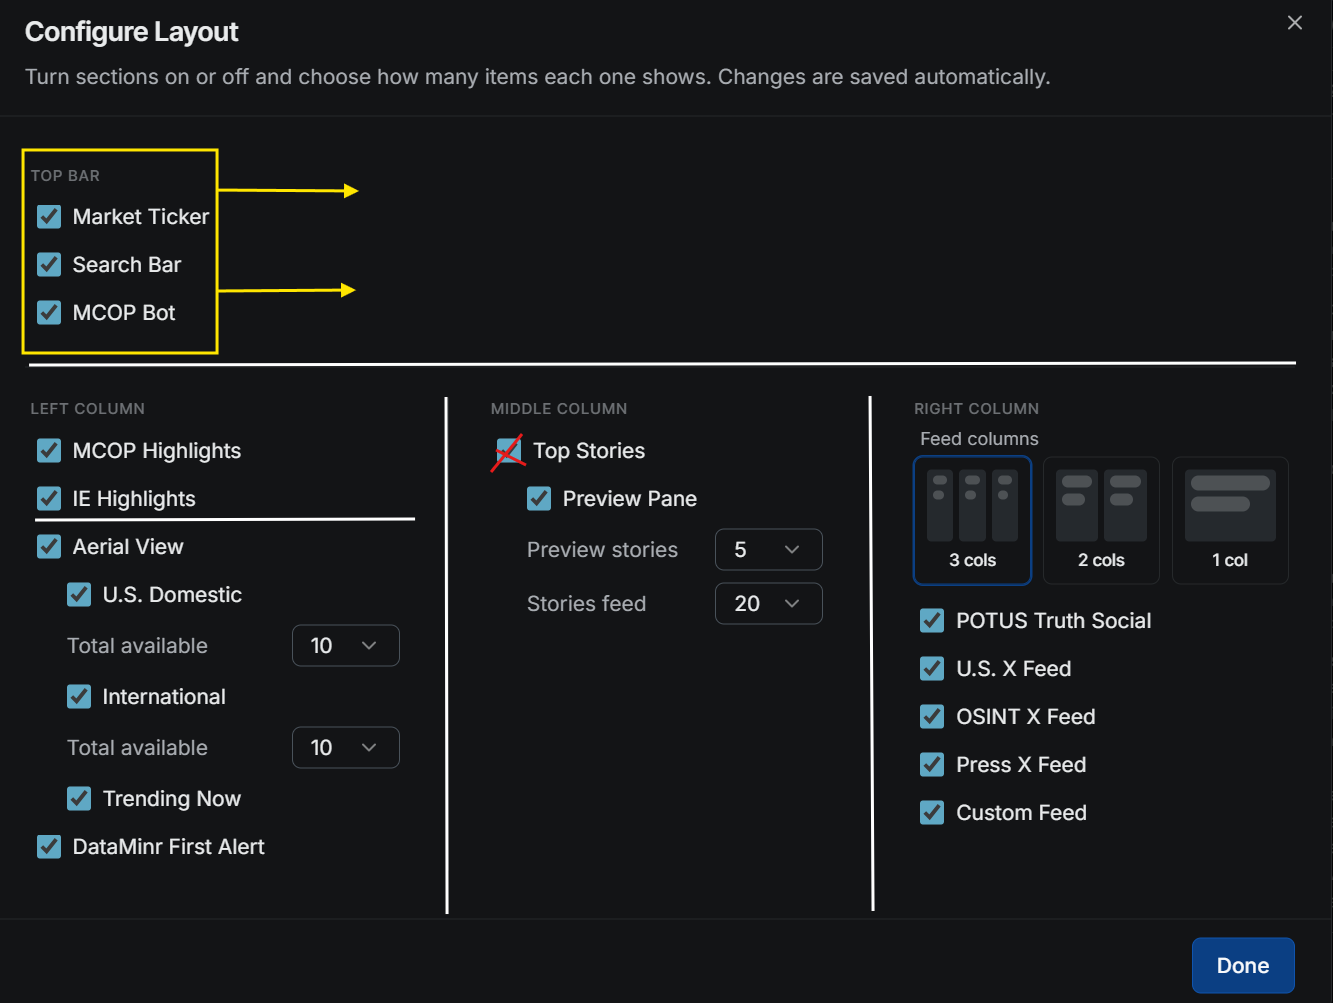 Configure Layout
Turn sections on or off and choose how many items each one shows. Changes are saved automatically.
TOP BAR
Market Ticker
Search Bar
MCOP Bot
LEFT COLUMN
MCOP Highlights
IE Highlights
Aerial View
U.S. Domestic
Total available 10
International
Total available 10
Trending Now
DataMinr First Alert
MIDDLE COLUMN
Top Stories
Preview Pane
Preview stories 5
Stories feed 20
RIGHT COLUMN
Feed columns
3 cols 2 cols 1 col
POTUS Truth Social
U.S. X Feed
OSINT X Feed
Press X Feed
Custom Feed
Done